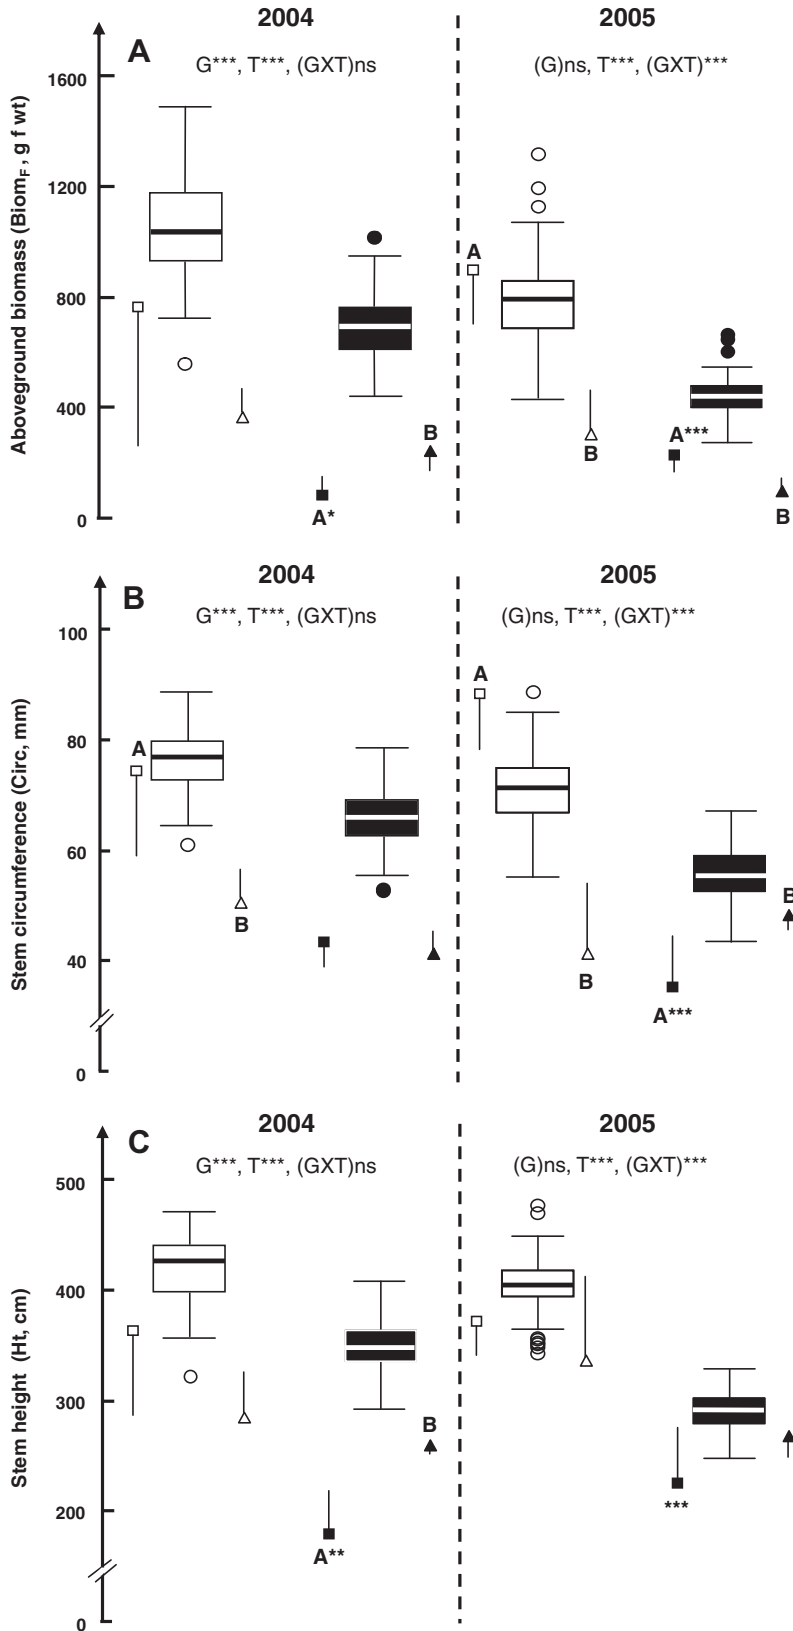 2004 2005
A
G***, T***, (GXT)ns (G)ns, T***, (GXT)***
Aboveground biomass (BiomF , g f wt)
1600
1200
800
400
0
A
B
B
A***
A*
B
2004 2005
B
G***, T***, (GXT)ns (G)ns, T***, (GXT)***
Stem circumference (Circ, mm)
100
80
60
40
0
A
A
B
B
B
A***
2004 2005
C
G***, T***, (GXT)ns (G)ns, T***, (GXT)***
Stem height (Ht, cm)
500
400
300
200
0
B
A**
***